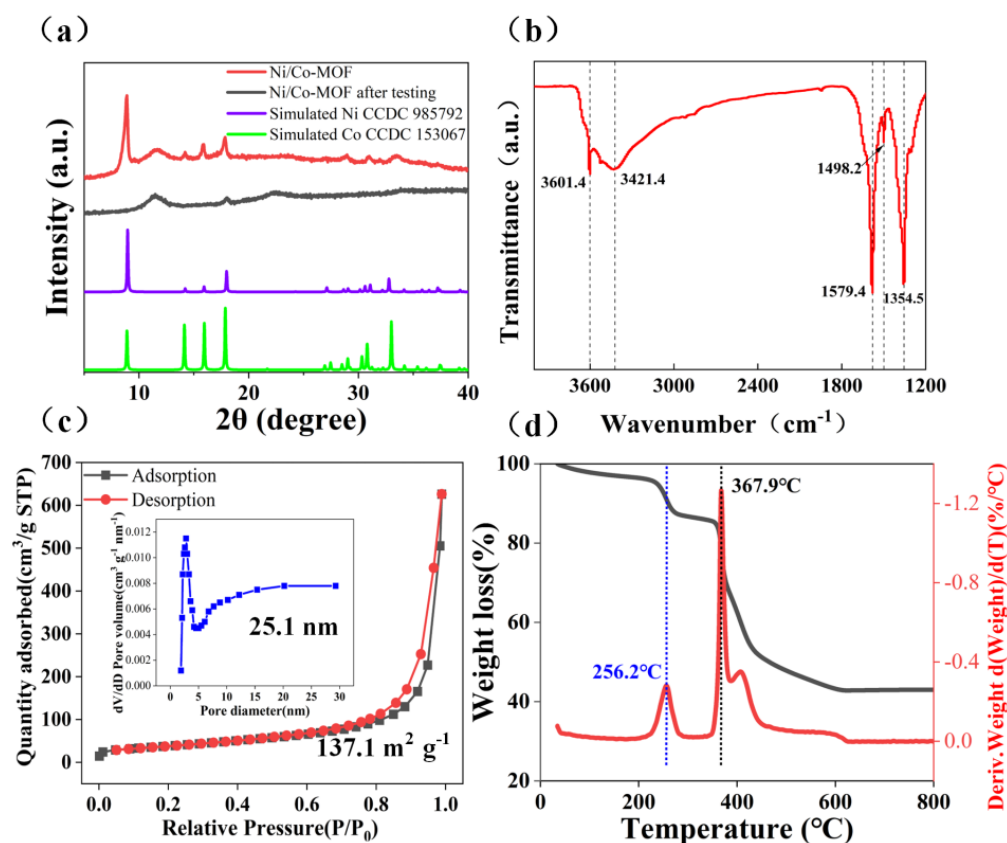 （a）
Intensity (a.u.)
Ni/Co-MOF
Ni/Co-MOF after testing
Simulated Ni CCDC 985792
Simulated Co CCDC 153067
10 20 30 40
2θ (degree)
（b）
Transmittance（a.u.）
3601.4
3421.4
1498.2
1579.4
1354.5
3600 3000 2400 1800 1200
Wavenumber（cm-1）
（c）
Quantity adsorbed(cm3/g STP)
700
600
500
400
300
200
100
0
Adsorption
Desorption
dV/dD Pore volume(cm3 g-1 nm-1)
0.012
0.010
0.008
0.006
0.004
0.002
0.000
25.1 nm
0 5 10 15 20 25 30
Pore diameter(nm)
137.1 m2 g-1
0.0 0.2 0.4 0.6 0.8 1.0
Relative Pressure(P/P0)
（d）
Weight loss(%)
100
80
60
40
20
367.9℃
256.2℃
0 200 400 600 800
Temperature (℃)
-1.2
-0.8
-0.4
0.0
Deriv.Weight d(Weight)/d(T)(%/℃)